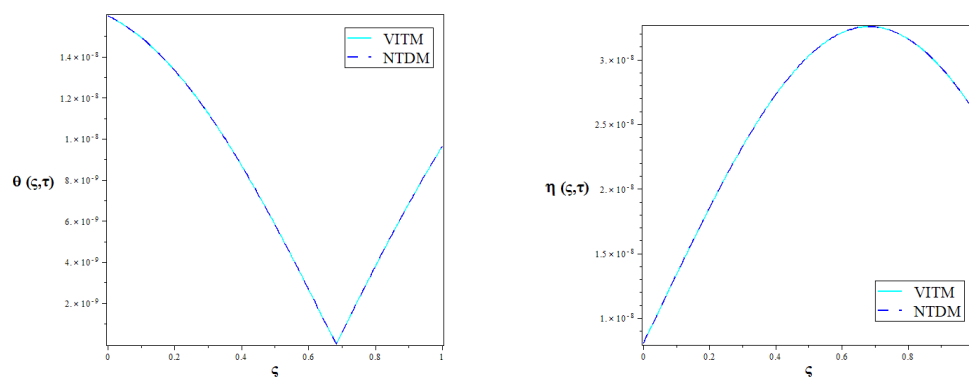 VITM
NTDM
1.4 × 10⁻⁸
1.2 × 10⁻⁸
1. × 10⁻⁸
θ (ς,τ)
8. × 10⁻⁹
6. × 10⁻⁹
4. × 10⁻⁹
2. × 10⁻⁹
0 0.2 0.4 0.6 0.8 1
ς
3. × 10⁻⁸
2.5 × 10⁻⁸
η (ς,τ)
2. × 10⁻⁸
1.5 × 10⁻⁸
1. × 10⁻⁸
VITM
NTDM
0 0.2 0.4 0.6 0.8
ς